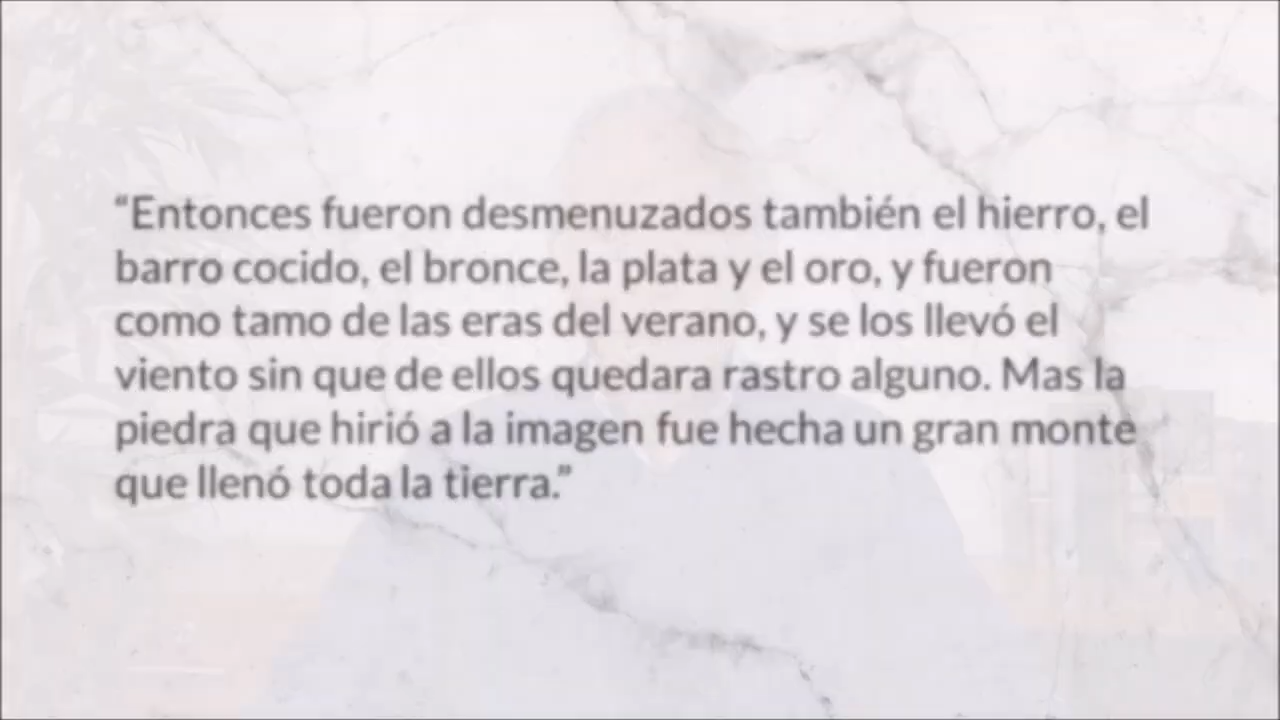 “Entonces fueron desmenuzados también el hierro, el
barro cocido, el bronce, la plata y el oro, y fueron
como tamo de las eras del verano, y se los llevó el
viento sin que de ellos quedara rastro alguno. Mas la
piedra que hirió a la imagen fue hecha un gran monte
que llenó toda la tierra.”